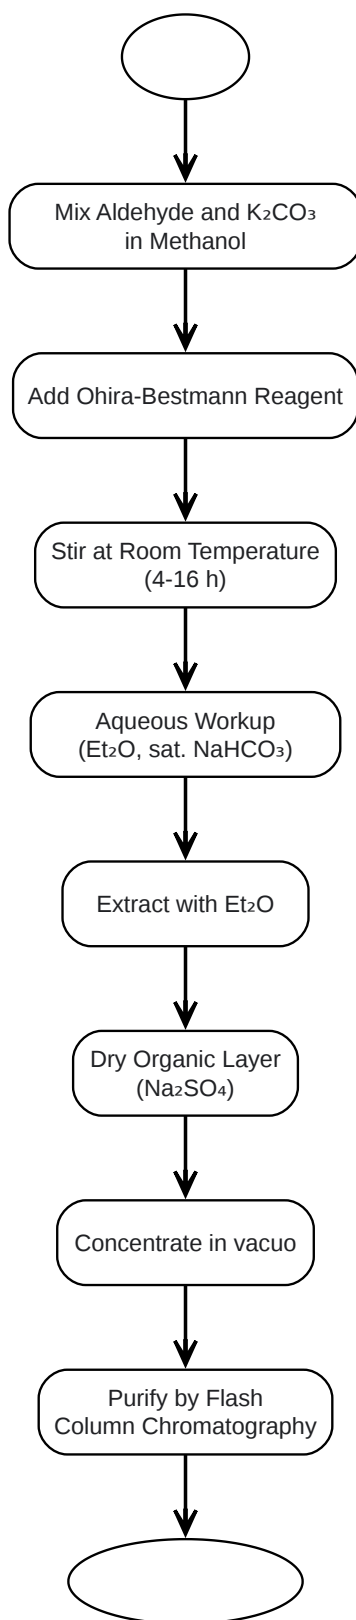 Mix Aldehyde and K₂CO₃
in Methanol
Add Ohira-Bestmann Reagent
Stir at Room Temperature
(4-16 h)
Aqueous Workup
(Et₂O, sat. NaHCO₃)
Extract with Et₂O
Dry Organic Layer
(Na₂SO₄)
Concentrate in vacuo
Purify by Flash
Column Chromatography